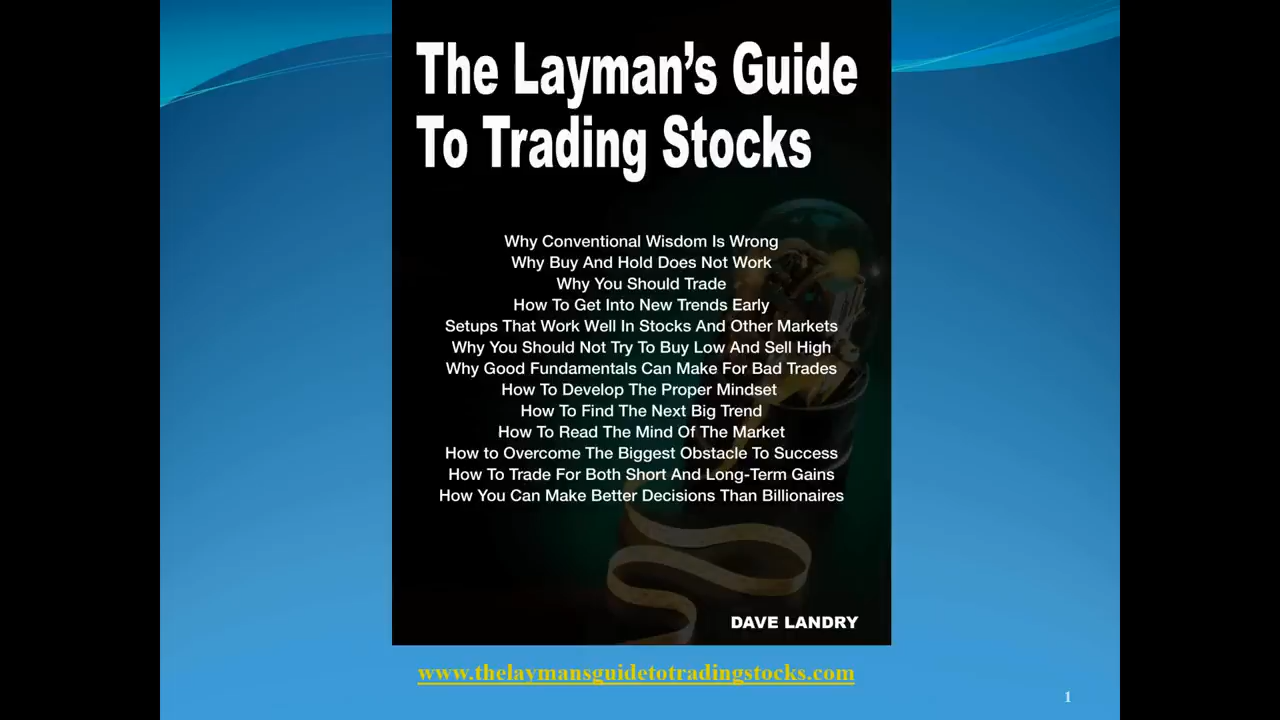 The Layman's Guide
To Trading Stocks
Why Conventional Wisdom Is Wrong
Why Buy And Hold Does Not Work
Why You Should Trade
How To Get Into New Trends Early
Setups That Work Well In Stocks And Other Markets
Why You Should Not Try To Buy Low And Sell High
Why Good Fundamentals Can Make For Bad Trades
How To Develop The Proper Mindset
How To Find The Next Big Trend
How To Read The Mind Of The Market
How to Overcome The Biggest Obstacle To Success
How To Trade For Both Short And Long-Term Gains
How You Can Make Better Decisions Than Billionaires
DAVE LANDRY
www.thelaymansguidetotradingstocks.com
1